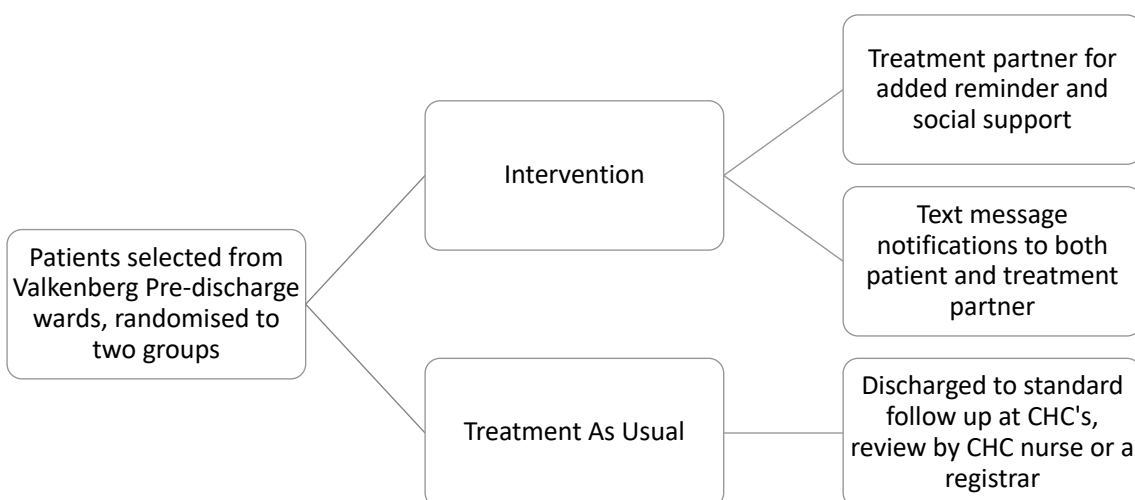 Patients selected from
Valkenberg Pre-discharge
wards, randomised to
two groups
Intervention
Treatment partner for
added reminder and
social support
Text message
notifications to both
patient and treatment
partner
Treatment As Usual
Discharged to standard
follow up at CHC's,
review by CHC nurse or a
registrar